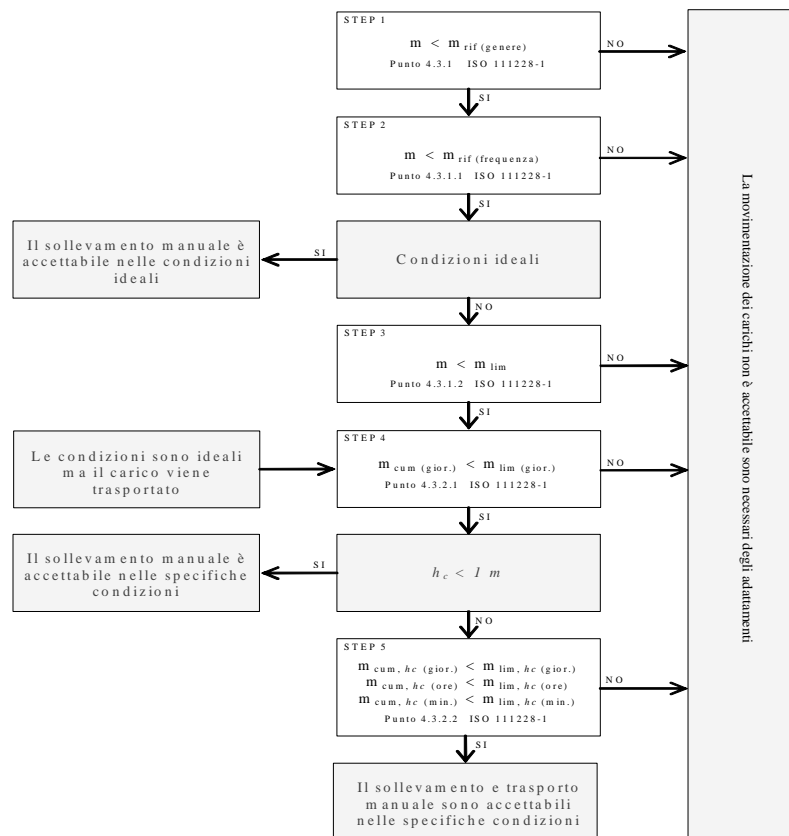 STEP 1
m < m rif (genere)
Punto 4.3.1 ISO 111228-1
NO
SI
STEP 2
m < m rif (frequenza)
Punto 4.3.1.1 ISO 111228-1
NO
SI
Il sollevamento manuale è
accettabile nelle condizioni
ideali
SI
Condizioni ideali
NO
STEP 3
m < m lim
Punto 4.3.1.2 ISO 111228-1
NO
SI
Le condizioni sono ideali
ma il carico viene
trasportato
STEP 4
m cum (gior.) < m lim (gior.)
Punto 4.3.2.1 ISO 111228-1
NO
SI
Il sollevamento manuale è
accettabile nelle specifiche
condizioni
SI
h c < 1 m
NO
STEP 5
m cum, hc (gior.) < m lim, hc (gior.)
m cum, hc (ore) < m lim, hc (ore)
m cum, hc (min.) < m lim, hc (min.)
Punto 4.3.2.2 ISO 111228-1
NO
SI
Il sollevamento e trasporto
manuale sono accettabili
nelle specifiche condizioni
La movimentazione dei carichi non è accettabile sono necessari degli adattamenti